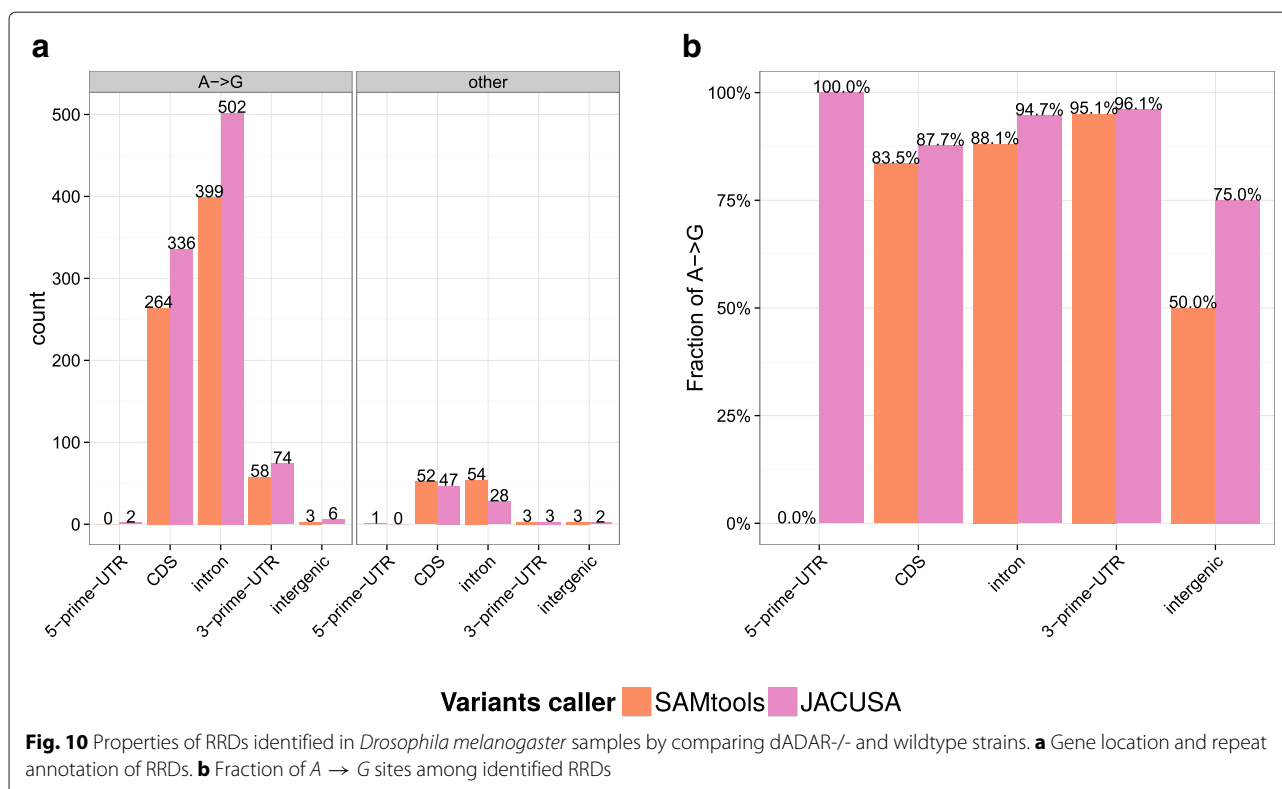 a
A->G
other
count
500
400
300
200
100
0
0
2
264
336
399
502
58
74
3
6
1
0
52
47
54
28
3
3
3
2
5-prime-UTR
CDS
intron
3-prime-UTR
intergenic
5-prime-UTR
CDS
intron
3-prime-UTR
intergenic
b
Fraction of A->G
100%
75%
50%
25%
0%
0.0%
100.0%
83.5%
87.7%
88.1%
94.7%
95.1%
96.1%
50.0%
75.0%
5-prime-UTR
CDS
intron
3-prime-UTR
intergenic
Variants caller SAMtools JACUSA
Fig. 10 Properties of RRDs identified in Drosophila melanogaster samples by comparing dADAR-/- and wildtype strains. a Gene location and repeat
annotation of RRDs. b Fraction of A → G sites among identified RRDs